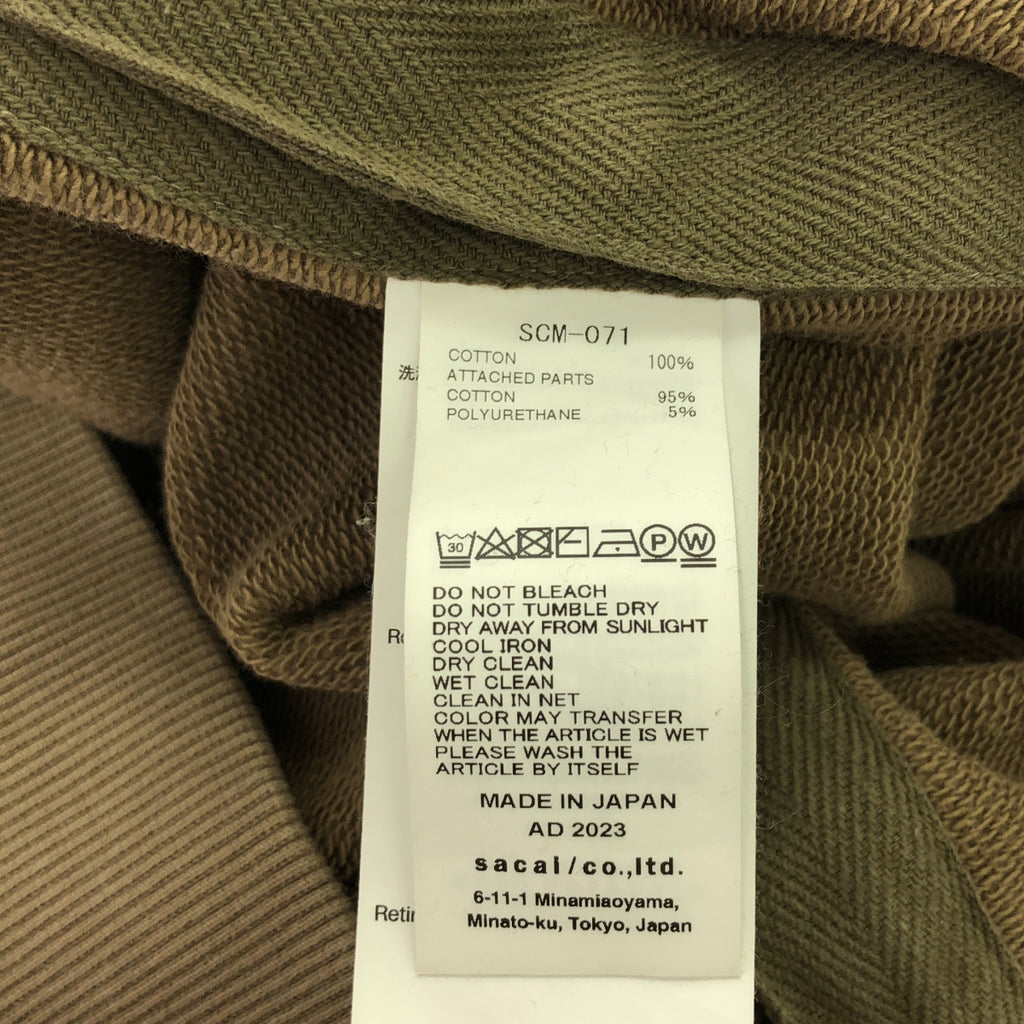 SCM-071
COTTON 100%
ATTACHED PARTS
COTTON 95%
POLYURETHANE 5%
30 P W
DO NOT BLEACH
DO NOT TUMBLE DRY
DRY AWAY FROM SUNLIGHT
COOL IRON
DRY CLEAN
WET CLEAN
CLEAN IN NET
COLOR MAY TRANSFER
WHEN THE ARTICLE IS WET
PLEASE WASH THE
ARTICLE BY ITSELF
MADE IN JAPAN
AD 2023
sacai/co.,ltd.
6-11-1 Minamiaoyama,
Minato-ku, Tokyo, Japan